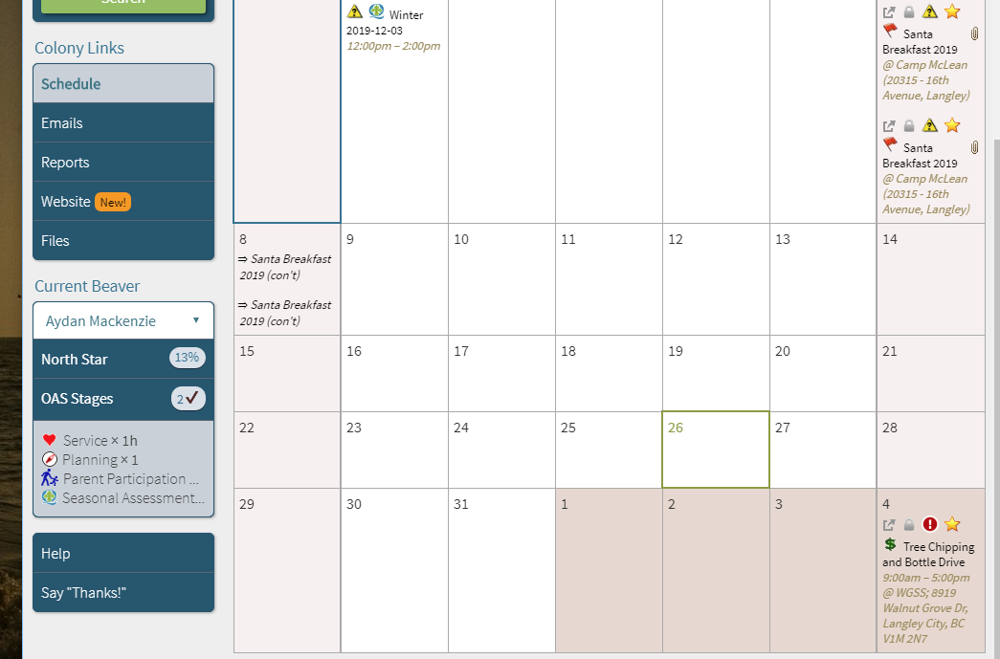 Search
Colony Links
Schedule
Emails
Reports
Website New!
Files
Current Beaver
Aydan Mackenzie
North Star 13%
OAS Stages 2
Service × 1h
Planning × 1
Parent Participation ...
Seasonal Assessment...
Help
Say "Thanks!"
Winter
2019-12-03
12:00pm – 2:00pm
Santa
Breakfast 2019
@ Camp McLean
(20315 - 16th
Avenue, Langley)
Santa
Breakfast 2019
@ Camp McLean
(20315 - 16th
Avenue, Langley)
8
⇒ Santa Breakfast
2019 (con't)
⇒ Santa Breakfast
2019 (con't)
9
10
11
12
13
14
15
16
17
18
19
20
21
22
23
24
25
26
27
28
29
30
31
1
2
3
4
$ Tree Chipping
and Bottle Drive
9:00am – 5:00pm
@ WGSS; 8919
Walnut Grove Dr,
Langley City, BC
V1M 2N7